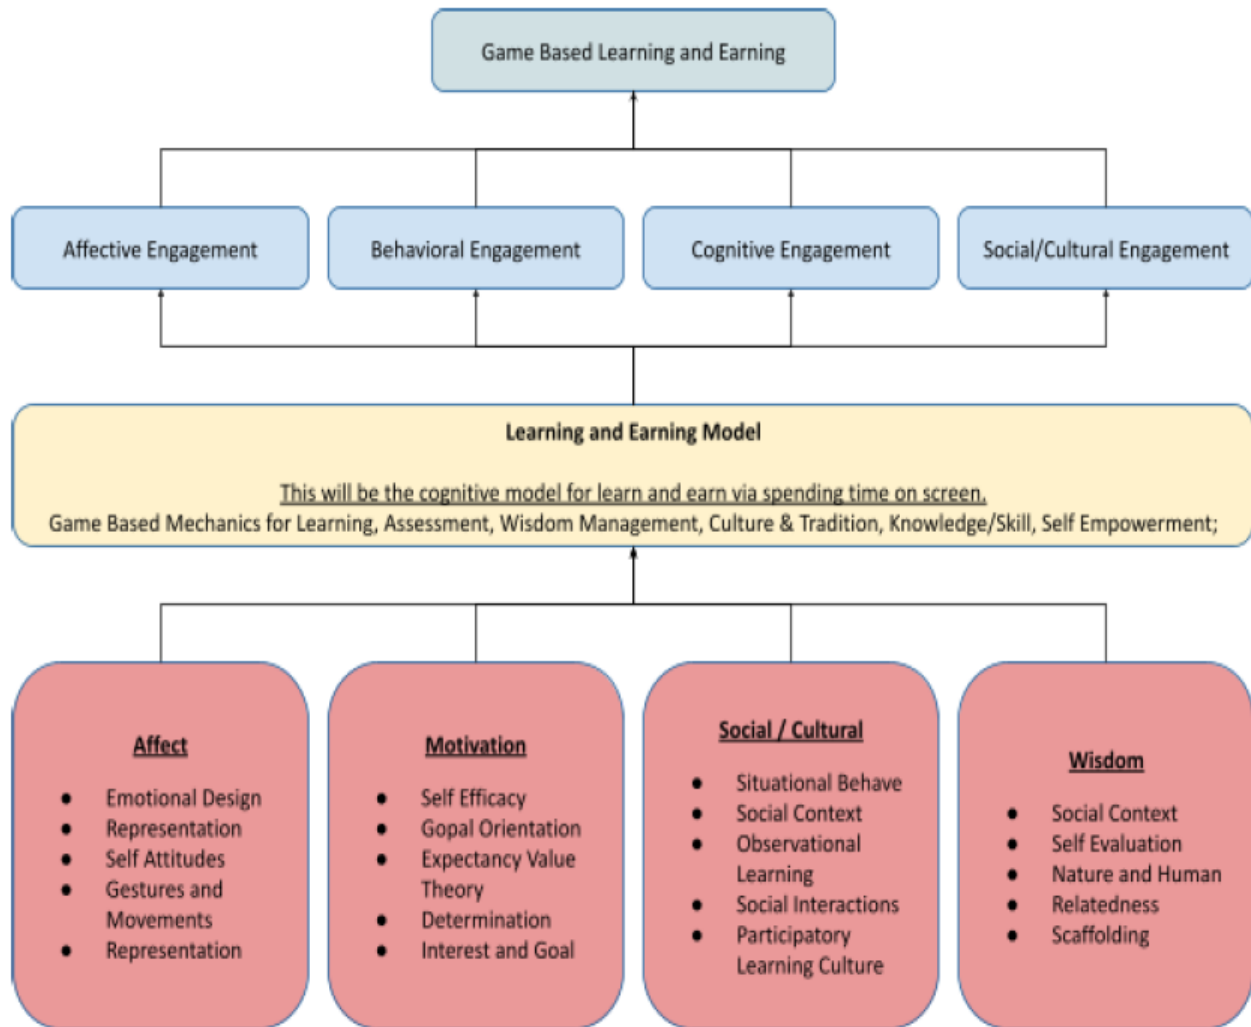 Game Based Learning and Earning
Affective Engagement
Behavioral Engagement
Cognitive Engagement
Social/Cultural Engagement
Learning and Earning Model
This will be the cognitive model for learn and earn via spending time on screen.
Game Based Mechanics for Learning, Assessment, Wisdom Management, Culture & Tradition, Knowledge/Skill, Self Empowerment;
Affect
● Emotional Design
● Representation
● Self Attitudes
● Gestures and
Movements
● Representation
Motivation
● Self Efficacy
● Gopal Orientation
● Expectancy Value
Theory
● Determination
● Interest and Goal
Social / Cultural
● Situational Behave
● Social Context
● Observational
Learning
● Social Interactions
● Participatory
Learning Culture
Wisdom
● Social Context
● Self Evaluation
● Nature and Human
● Relatedness
● Scaffolding